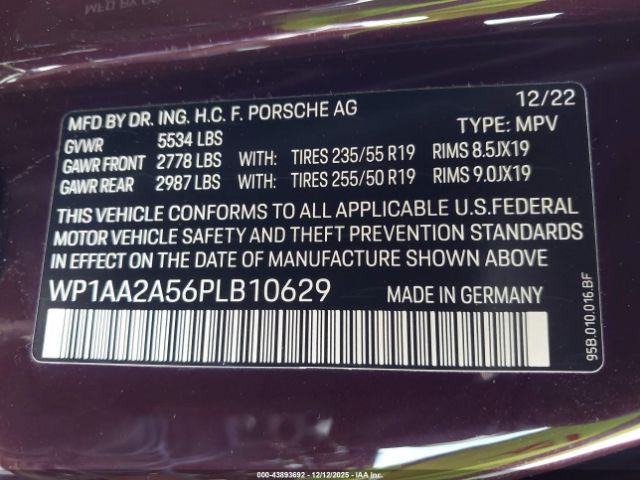 MFD BY DR. ING. H.C. F. PORSCHE AG 12/22
GVWR 5534 LBS TYPE: MPV
GAWR FRONT 2778 LBS WITH: TIRES 235/55 R19 RIMS 8.5JX19
GAWR REAR 2987 LBS WITH: TIRES 255/50 R19 RIMS 9.0JX19
THIS VEHICLE CONFORMS TO ALL APPLICABLE U.S.FEDERAL
MOTOR VEHICLE SAFETY AND THEFT PREVENTION STANDARDS
IN EFFECT ON THE DATE OF MANUFACTURE SHOWN ABOVE
WP1AA2A56PLB10629 MADE IN GERMANY
95B.010.016.BF
000-43893692 - 12/12/2025 - IAA Inc.